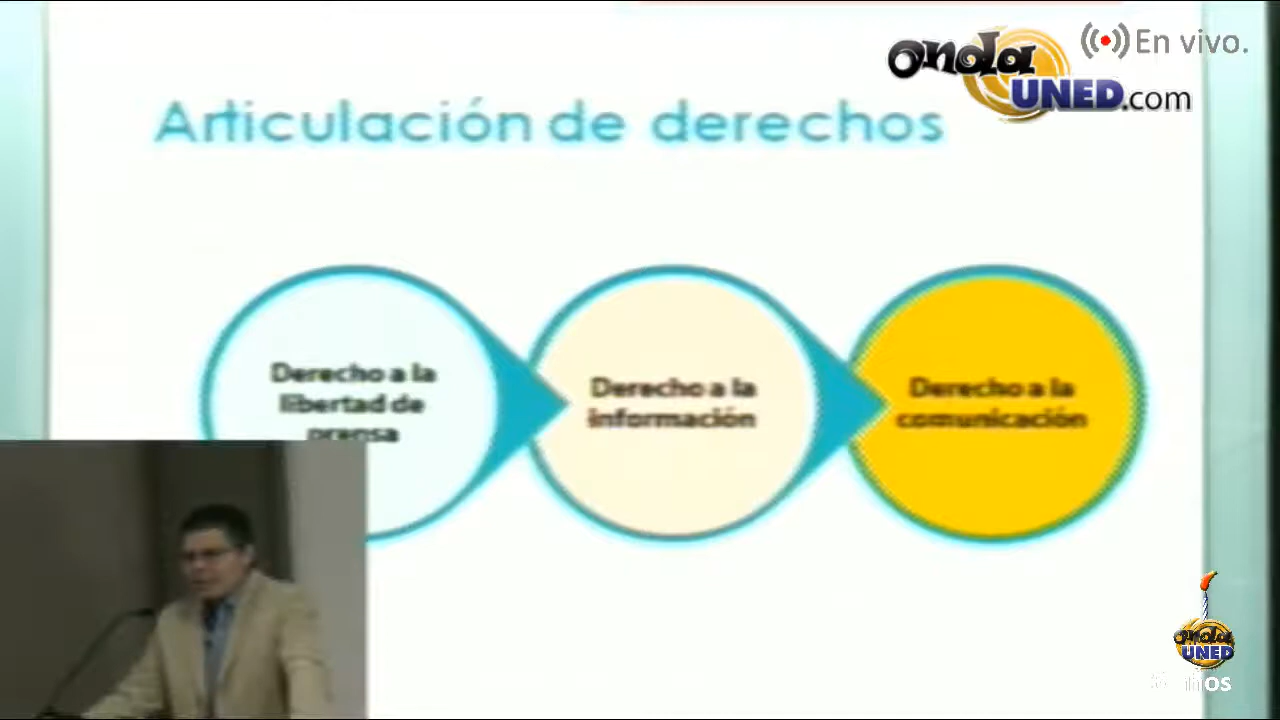 onda
UNED.com
En vivo.
Articulación de derechos
Derecho a la
libertad de
prensa
Derecho a la
Información
Derecho a la
comunicación
onda
UNED